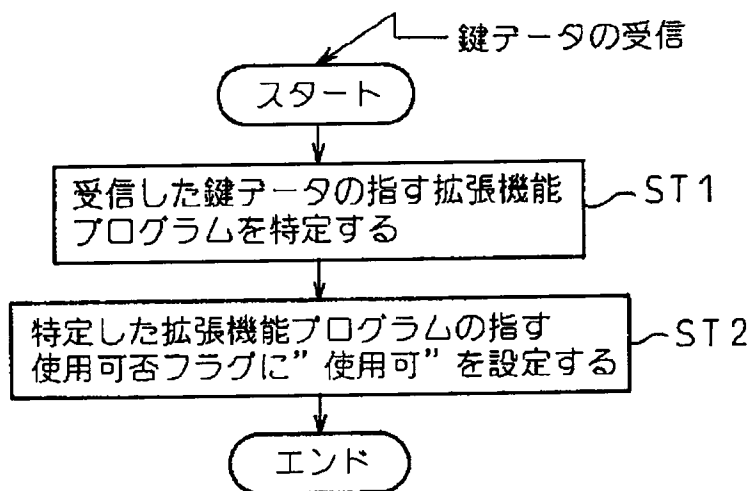 鍵データの受信
スタート
受信した鍵データの指す拡張機能
プログラムを特定する
ST1
特定した拡張機能プログラムの指す
使用可否フラグに”使用可”を設定する
ST2
エンド